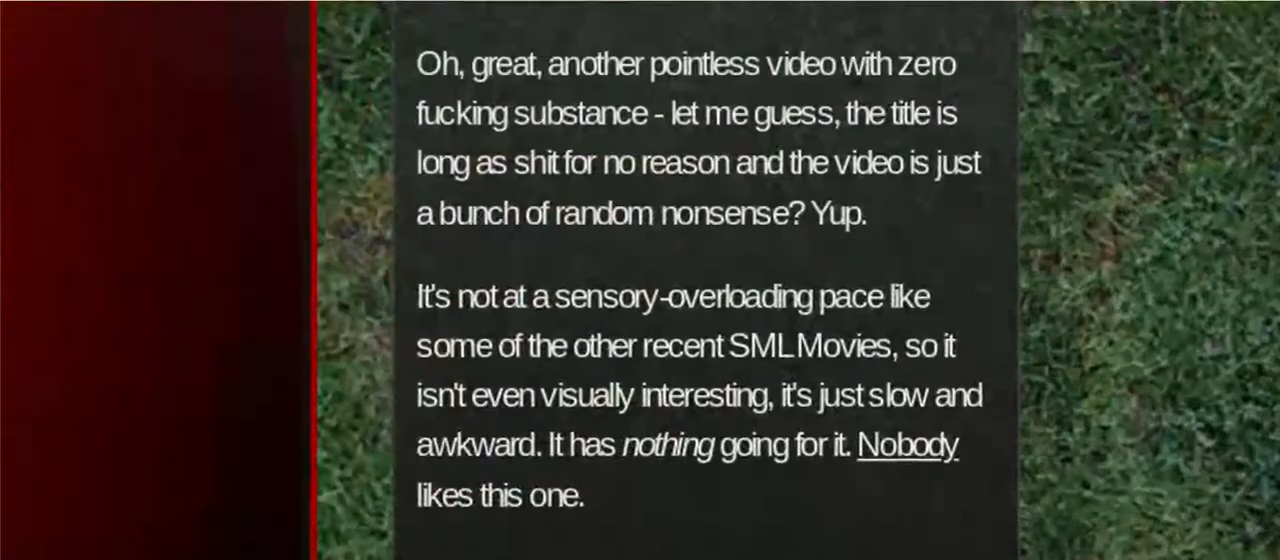 Oh, great, another pointless video with zero
fucking substance - let me guess, the title is
long as shit for no reason and the video is just
a bunch of random nonsense? Yup.
It's not at a sensory-overloading pace like
some of the other recent SMLMovies, so it
isn't even visually interesting, it's just slow and
awkward. It has nothing going for it. Nobody
likes this one.